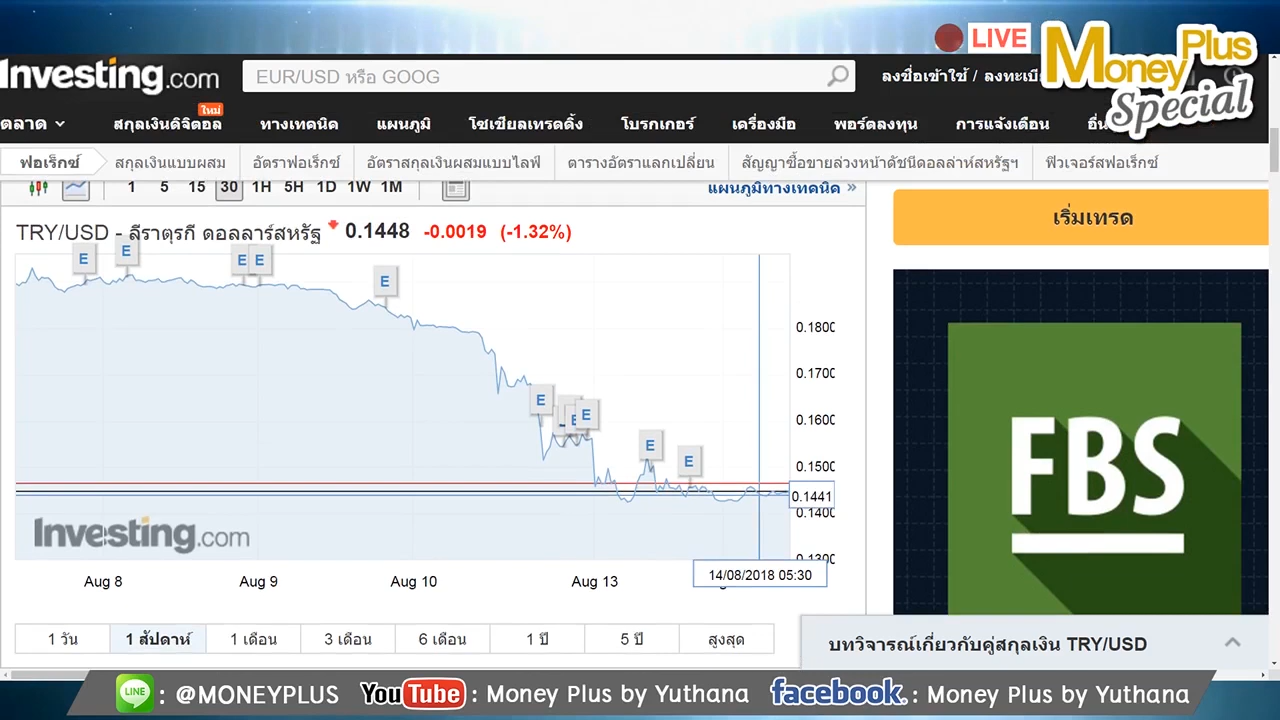 LIVE
Money Plus Special
Investing.com
EUR/USD หรือ GOOG
ลงชื่อเข้าใช้ /
ใหม่
ตลาด
สกุลเงินดิจิตอล
ทางเทคนิค
แผนภูมิ
โซเชียลเทรดดิ้ง
โบรกเกอร์
เครื่องมือ
พอร์ตลงทุน
การแจ้งเตือน
ฟอเร็กซ์
สกุลเงินแบบผสม
อัตราฟอเร็กซ์
อัตราสกุลเงินผสมแบบไลฟ์
ตารางอัตราแลกเปลี่ยน
สัญญาซื้อขายล่วงหน้าดัชนีดอลล่าห์สหรัฐฯ
ฟิวเจอร์สฟอเร็กซ์
1 5 15 30 1H 5H 1D 1W 1M
แผนภูมิทางเทคนิค »
TRY/USD - ลีราตุรกี ดอลลาร์สหรัฐ 0.1448 -0.0019 (-1.32%)
เริ่มเทรด
E
E
E E
E
E
E
E
E
E
0.1800
0.1700
0.1600
0.1500
0.1441
0.1400
0.1300
Investing.com
FBS
Aug 8
Aug 9
Aug 10
Aug 13
14/08/2018 05:30
1 วัน
1 สัปดาห์
1 เดือน
3 เดือน
6 เดือน
1 ปี
5 ปี
สูงสุด
บทวิจารณ์เกี่ยวกับคู่สกุลเงิน TRY/USD
LINE : @MONEYPLUS YouTube : Money Plus by Yuthana facebook. : Money Plus by Yuthana